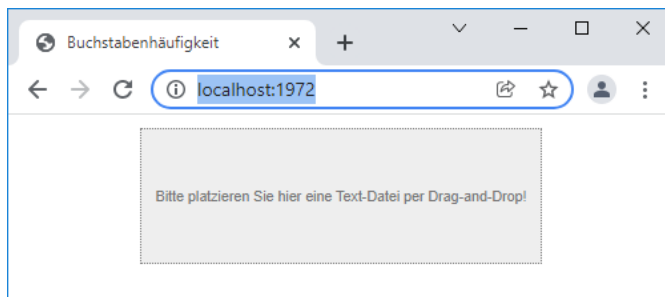 Buchstabenhäufigkeit
localhost:1972
Bitte platzieren Sie hier eine Text-Datei per Drag-and-Drop!